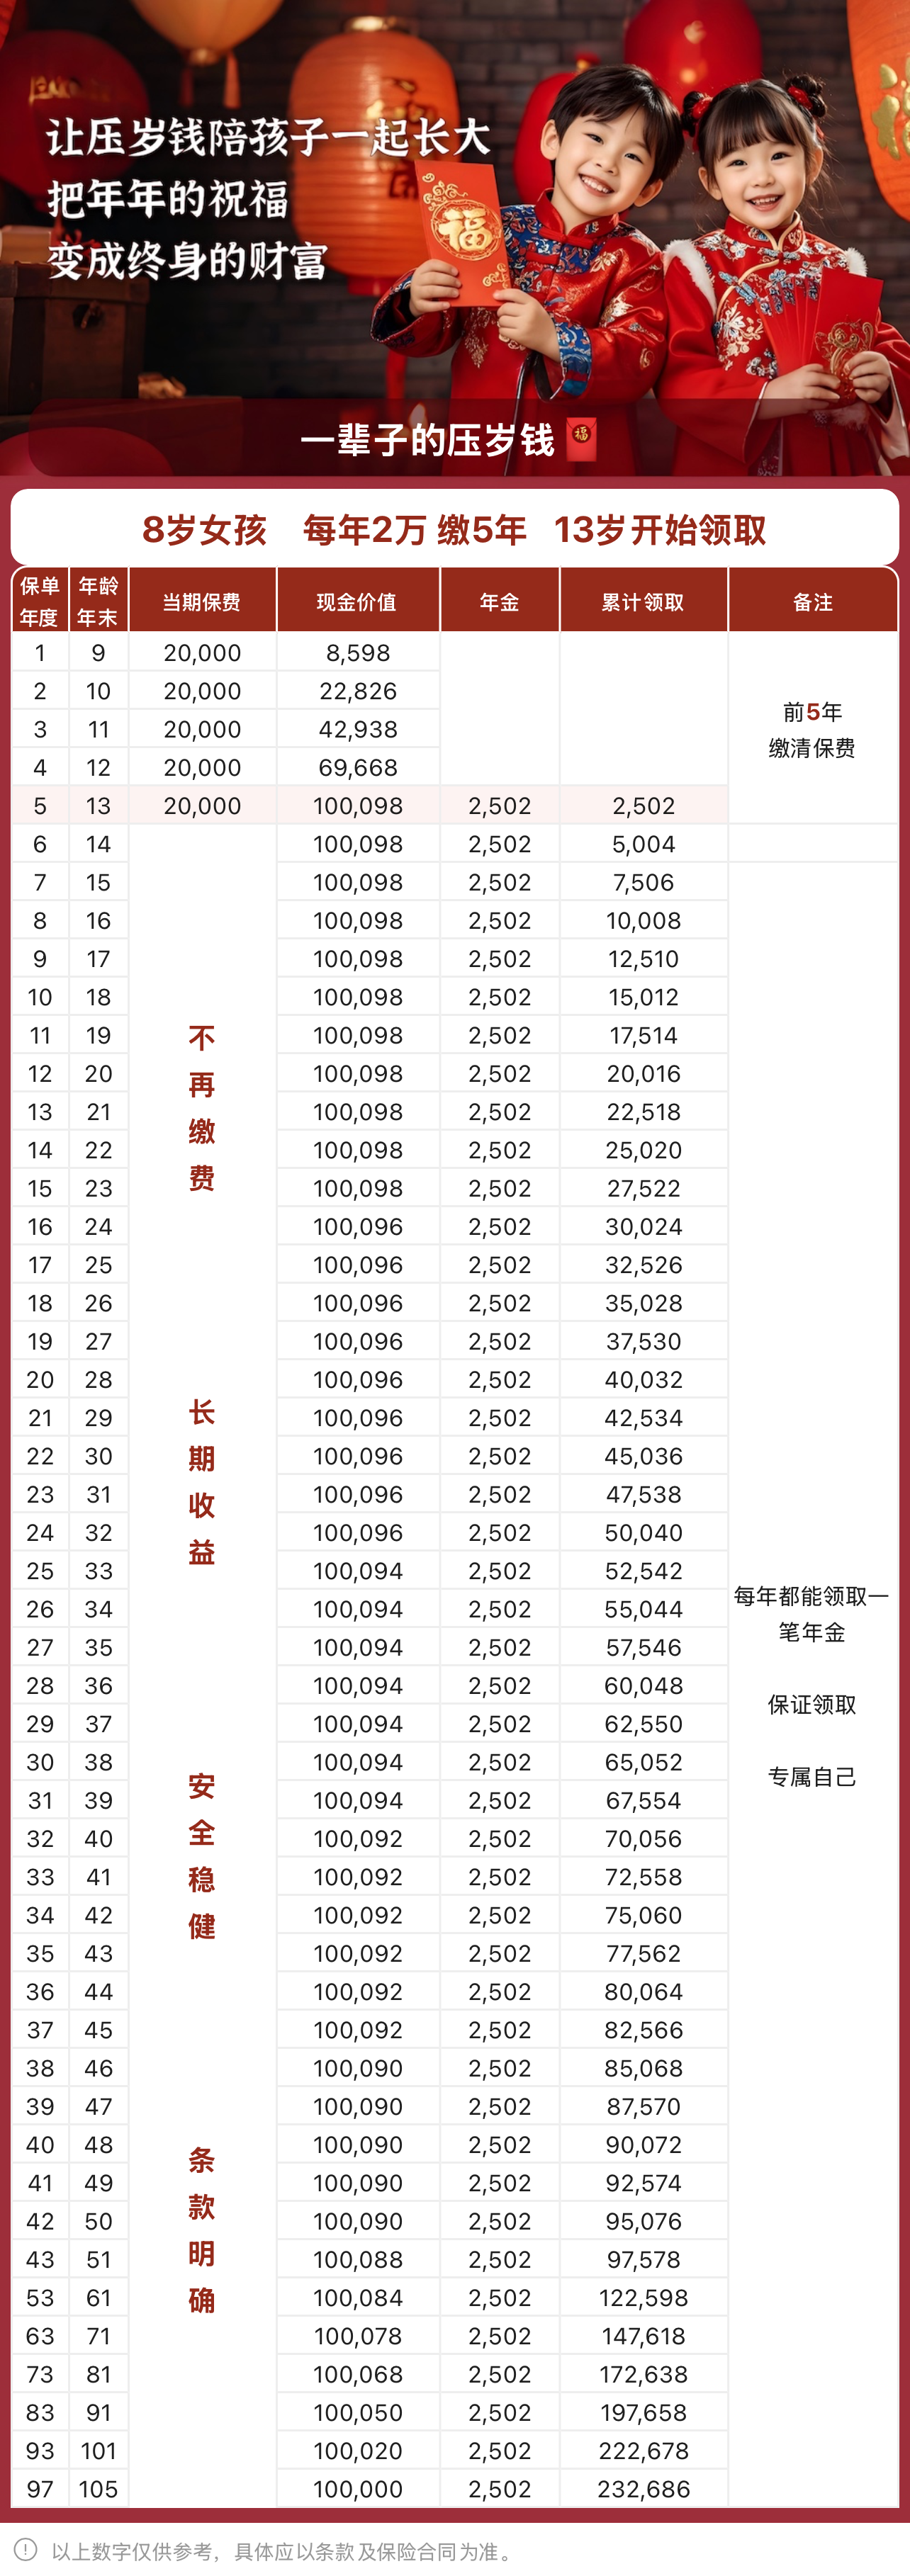 让压岁钱陪孩子一起长大
把年年的祝福
变成终身的财富
福
福
一辈子的压岁钱
8岁女孩 每年2万 缴5年 13岁开始领取
保单年度 年龄年末 当期保费 现金价值 年金 累计领取 备注
1 9 20,000 8,598
2 10 20,000 22,826
3 11 20,000 42,938
4 12 20,000 69,668
5 13 20,000 100,098 2,502 2,502
前5年
缴清保费
6 14 100,098 2,502 5,004
7 15 100,098 2,502 7,506
8 16 100,098 2,502 10,008
9 17 100,098 2,502 12,510
10 18 100,098 2,502 15,012
11 19 100,098 2,502 17,514
12 20 100,098 2,502 20,016
13 21 100,098 2,502 22,518
14 22 100,098 2,502 25,020
15 23 100,098 2,502 27,522
16 24 100,096 2,502 30,024
17 25 100,096 2,502 32,526
18 26 100,096 2,502 35,028
19 27 100,096 2,502 37,530
20 28 100,096 2,502 40,032
21 29 100,096 2,502 42,534
22 30 100,096 2,502 45,036
23 31 100,096 2,502 47,538
24 32 100,096 2,502 50,040
25 33 100,094 2,502 52,542
26 34 100,094 2,502 55,044
27 35 100,094 2,502 57,546
28 36 100,094 2,502 60,048
29 37 100,094 2,502 62,550
30 38 100,094 2,502 65,052
31 39 100,094 2,502 67,554
32 40 100,092 2,502 70,056
33 41 100,092 2,502 72,558
34 42 100,092 2,502 75,060
35 43 100,092 2,502 77,562
36 44 100,092 2,502 80,064
37 45 100,092 2,502 82,566
38 46 100,090 2,502 85,068
39 47 100,090 2,502 87,570
40 48 100,090 2,502 90,072
41 49 100,090 2,502 92,574
42 50 100,090 2,502 95,076
43 51 100,088 2,502 97,578
53 61 100,084 2,502 122,598
63 71 100,078 2,502 147,618
73 81 100,068 2,502 172,638
83 91 100,050 2,502 197,658
93 101 100,020 2,502 222,678
97 105 100,000 2,502 232,686
不再缴费
长期收益
安全稳健
条款明确
每年都能领取一
笔年金
保证领取
专属自己
以上数字仅供参考，具体应以条款及保险合同为准。